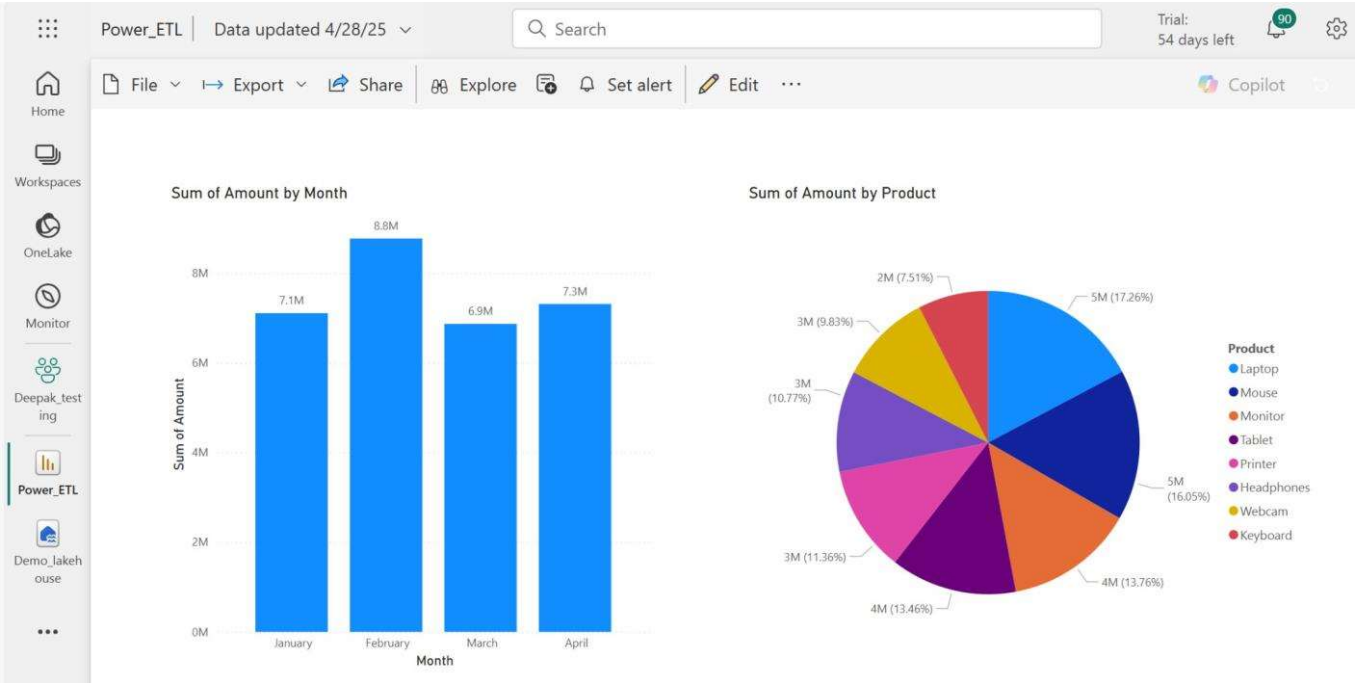 Power_ETL
Data updated 4/28/25
Search
Trial:
54 days left
90
Home
Workspaces
OneLake
Monitor
Deepak_test
ing
Power_ETL
Demo_lakeh
ouse
File
Export
Share
Explore
Set alert
Edit
Copilot
Sum of Amount by Month
8.8M
8M
7.1M
6.9M
7.3M
6M
Sum of Amount
4M
2M
0M
January
February
March
April
Month
Sum of Amount by Product
2M (7.51%)
5M (17.26%)
3M (9.83%)
3M
(10.77%)
5M
(16.05%)
3M (11.36%)
4M (13.76%)
4M (13.46%)
Product
Laptop
Mouse
Monitor
Tablet
Printer
Headphones
Webcam
Keyboard